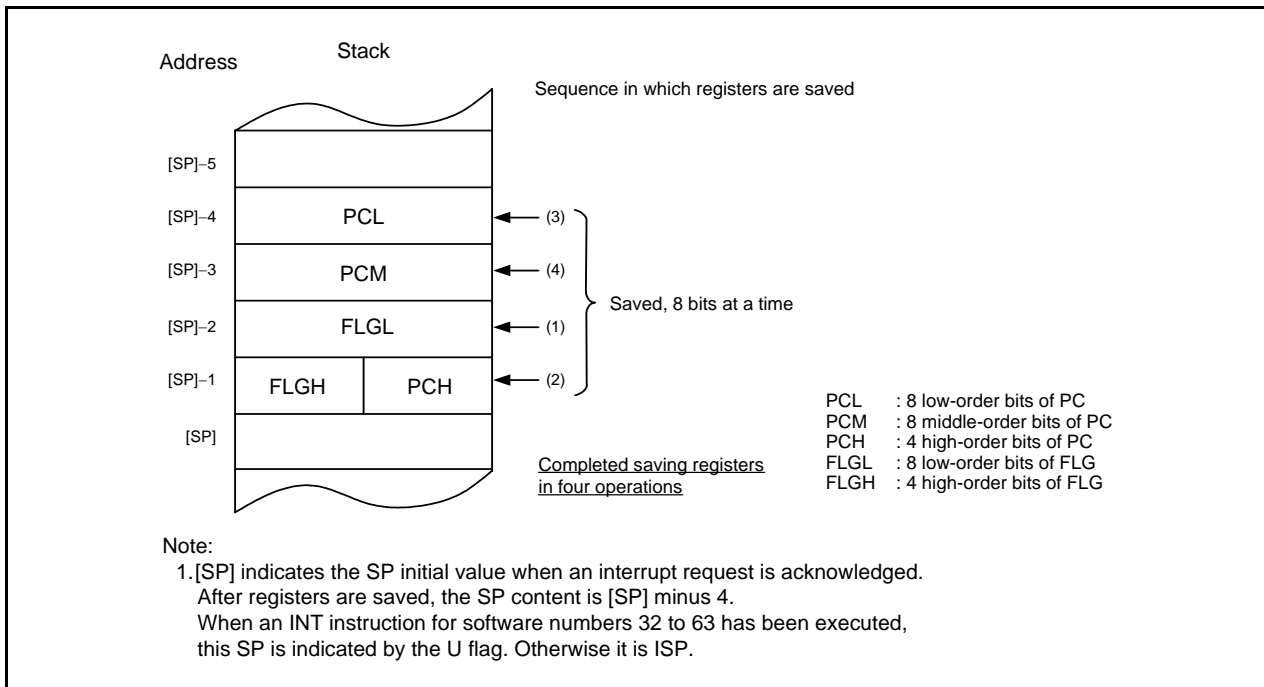 Address
Stack
Sequence in which registers are saved
[SP]−5
[SP]−4 PCL (3)
[SP]−3 PCM (4)
Saved, 8 bits at a time
[SP]−2 FLGL (1)
[SP]−1 FLGH PCH (2)
[SP]
Completed saving registers
in four operations
PCL : 8 low-order bits of PC
PCM : 8 middle-order bits of PC
PCH : 4 high-order bits of PC
FLGL : 8 low-order bits of FLG
FLGH : 4 high-order bits of FLG
Note:
1.[SP] indicates the SP initial value when an interrupt request is acknowledged.
After registers are saved, the SP content is [SP] minus 4.
When an INT instruction for software numbers 32 to 63 has been executed,
this SP is indicated by the U flag. Otherwise it is ISP.